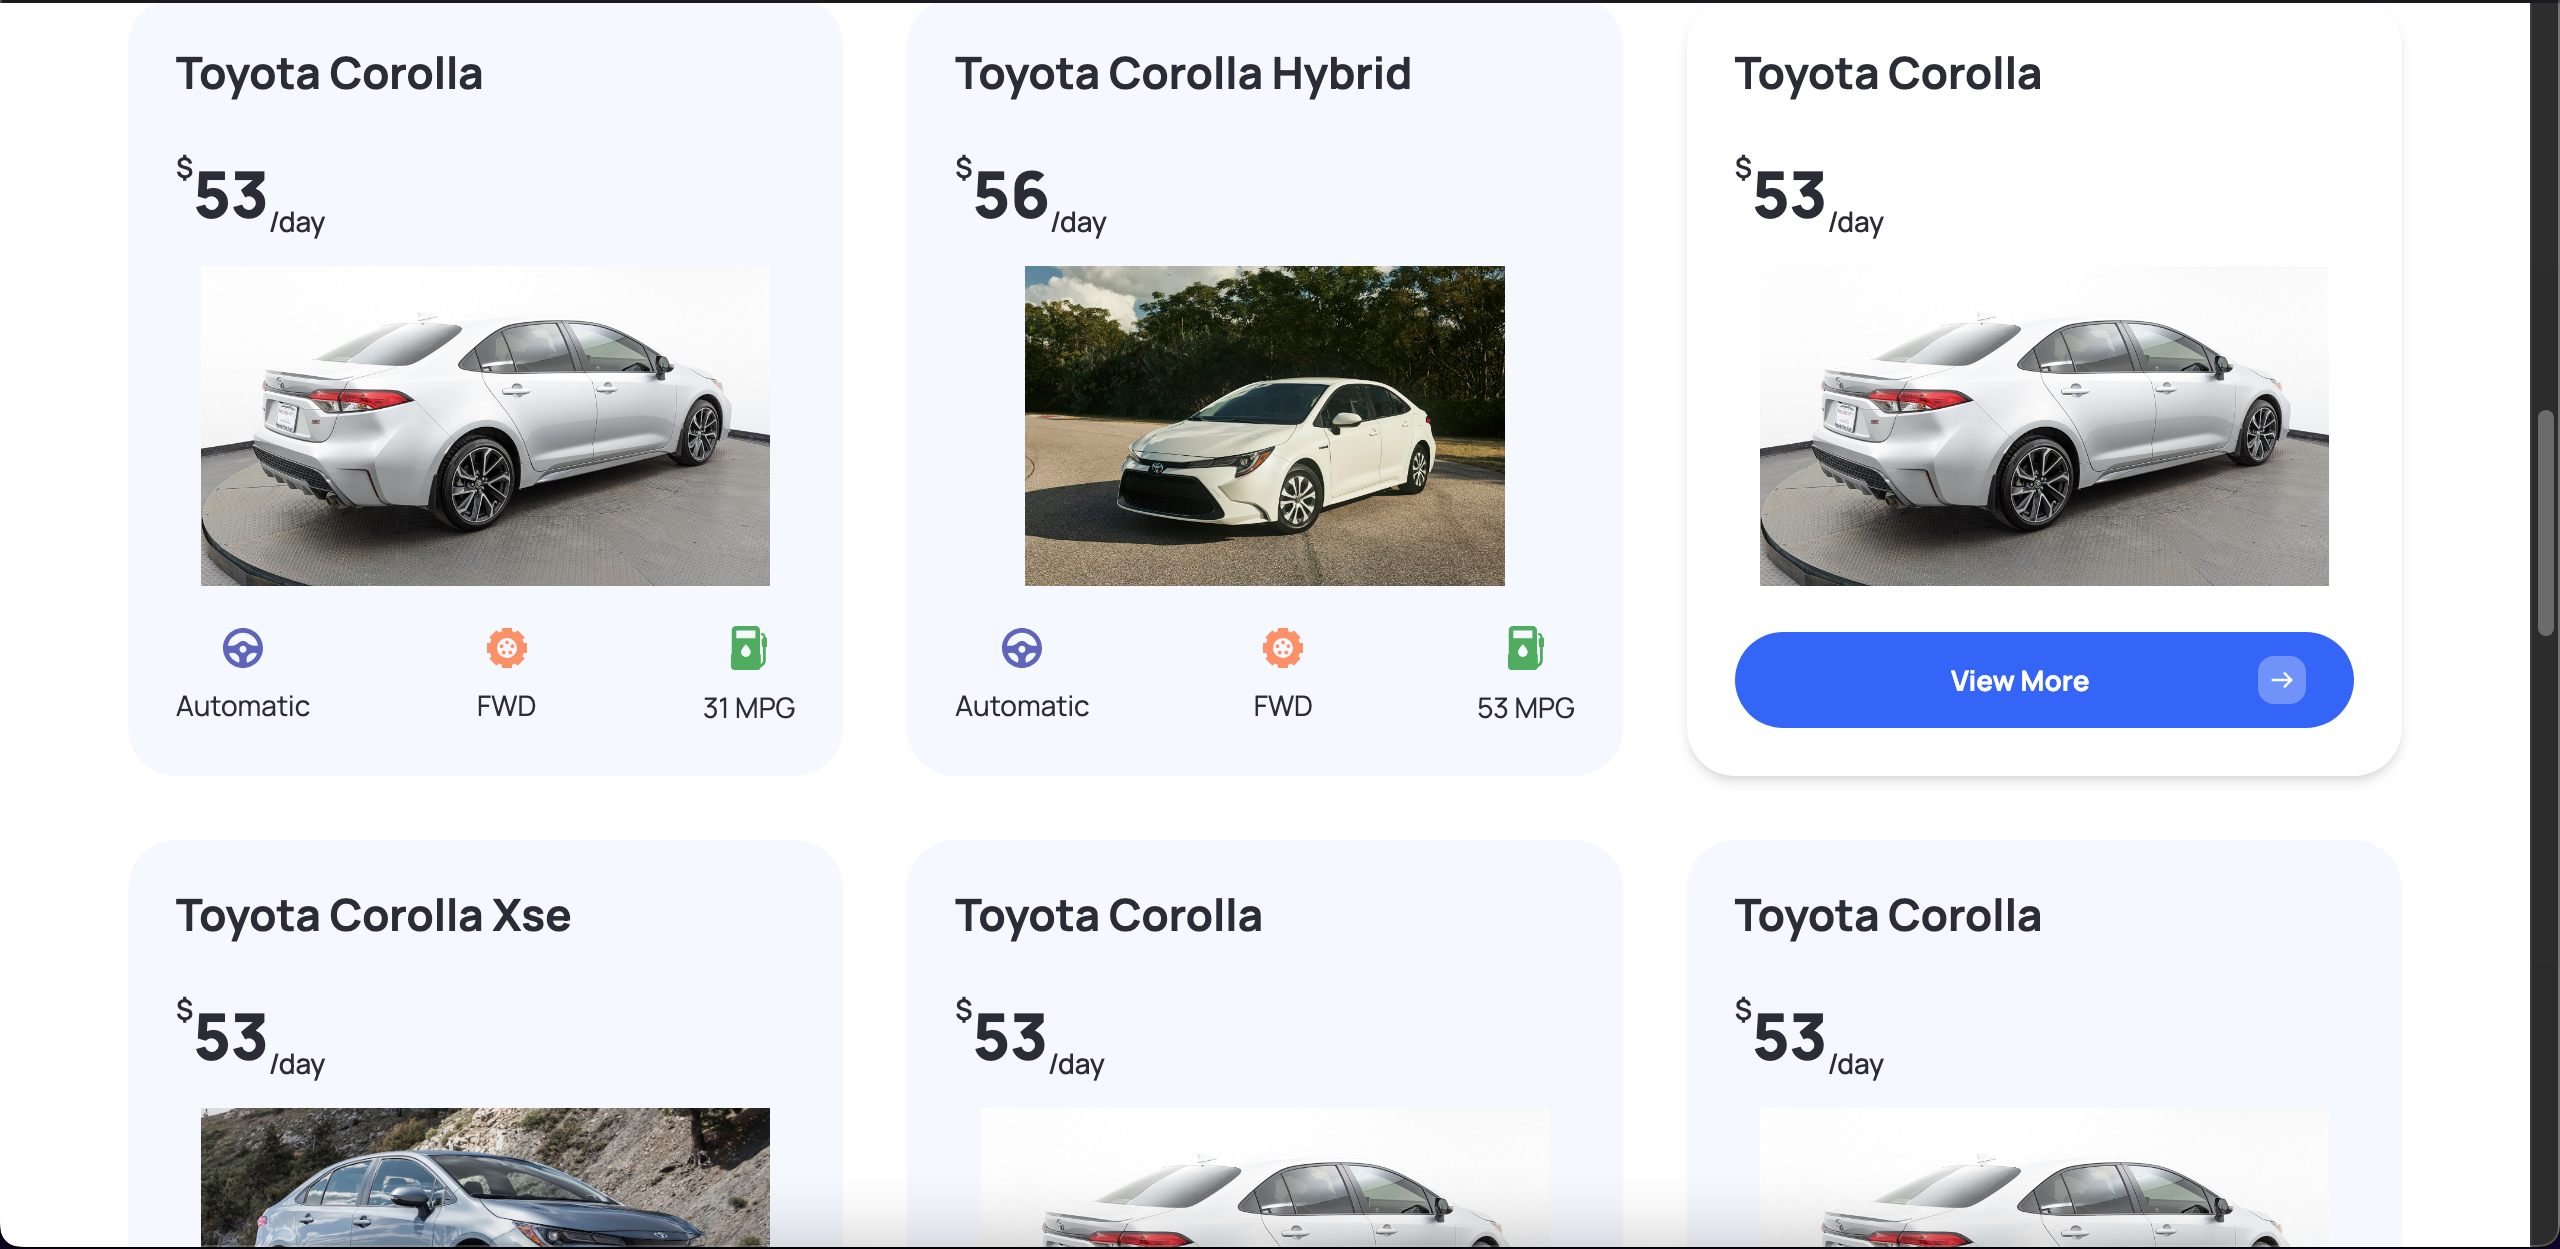 Toyota Corolla
$53/day
Automatic
FWD
31 MPG
Toyota Corolla Hybrid
$56/day
Automatic
FWD
53 MPG
Toyota Corolla
$53/day
View More
Toyota Corolla Xse
$53/day
Toyota Corolla
$53/day
Toyota Corolla
$53/day